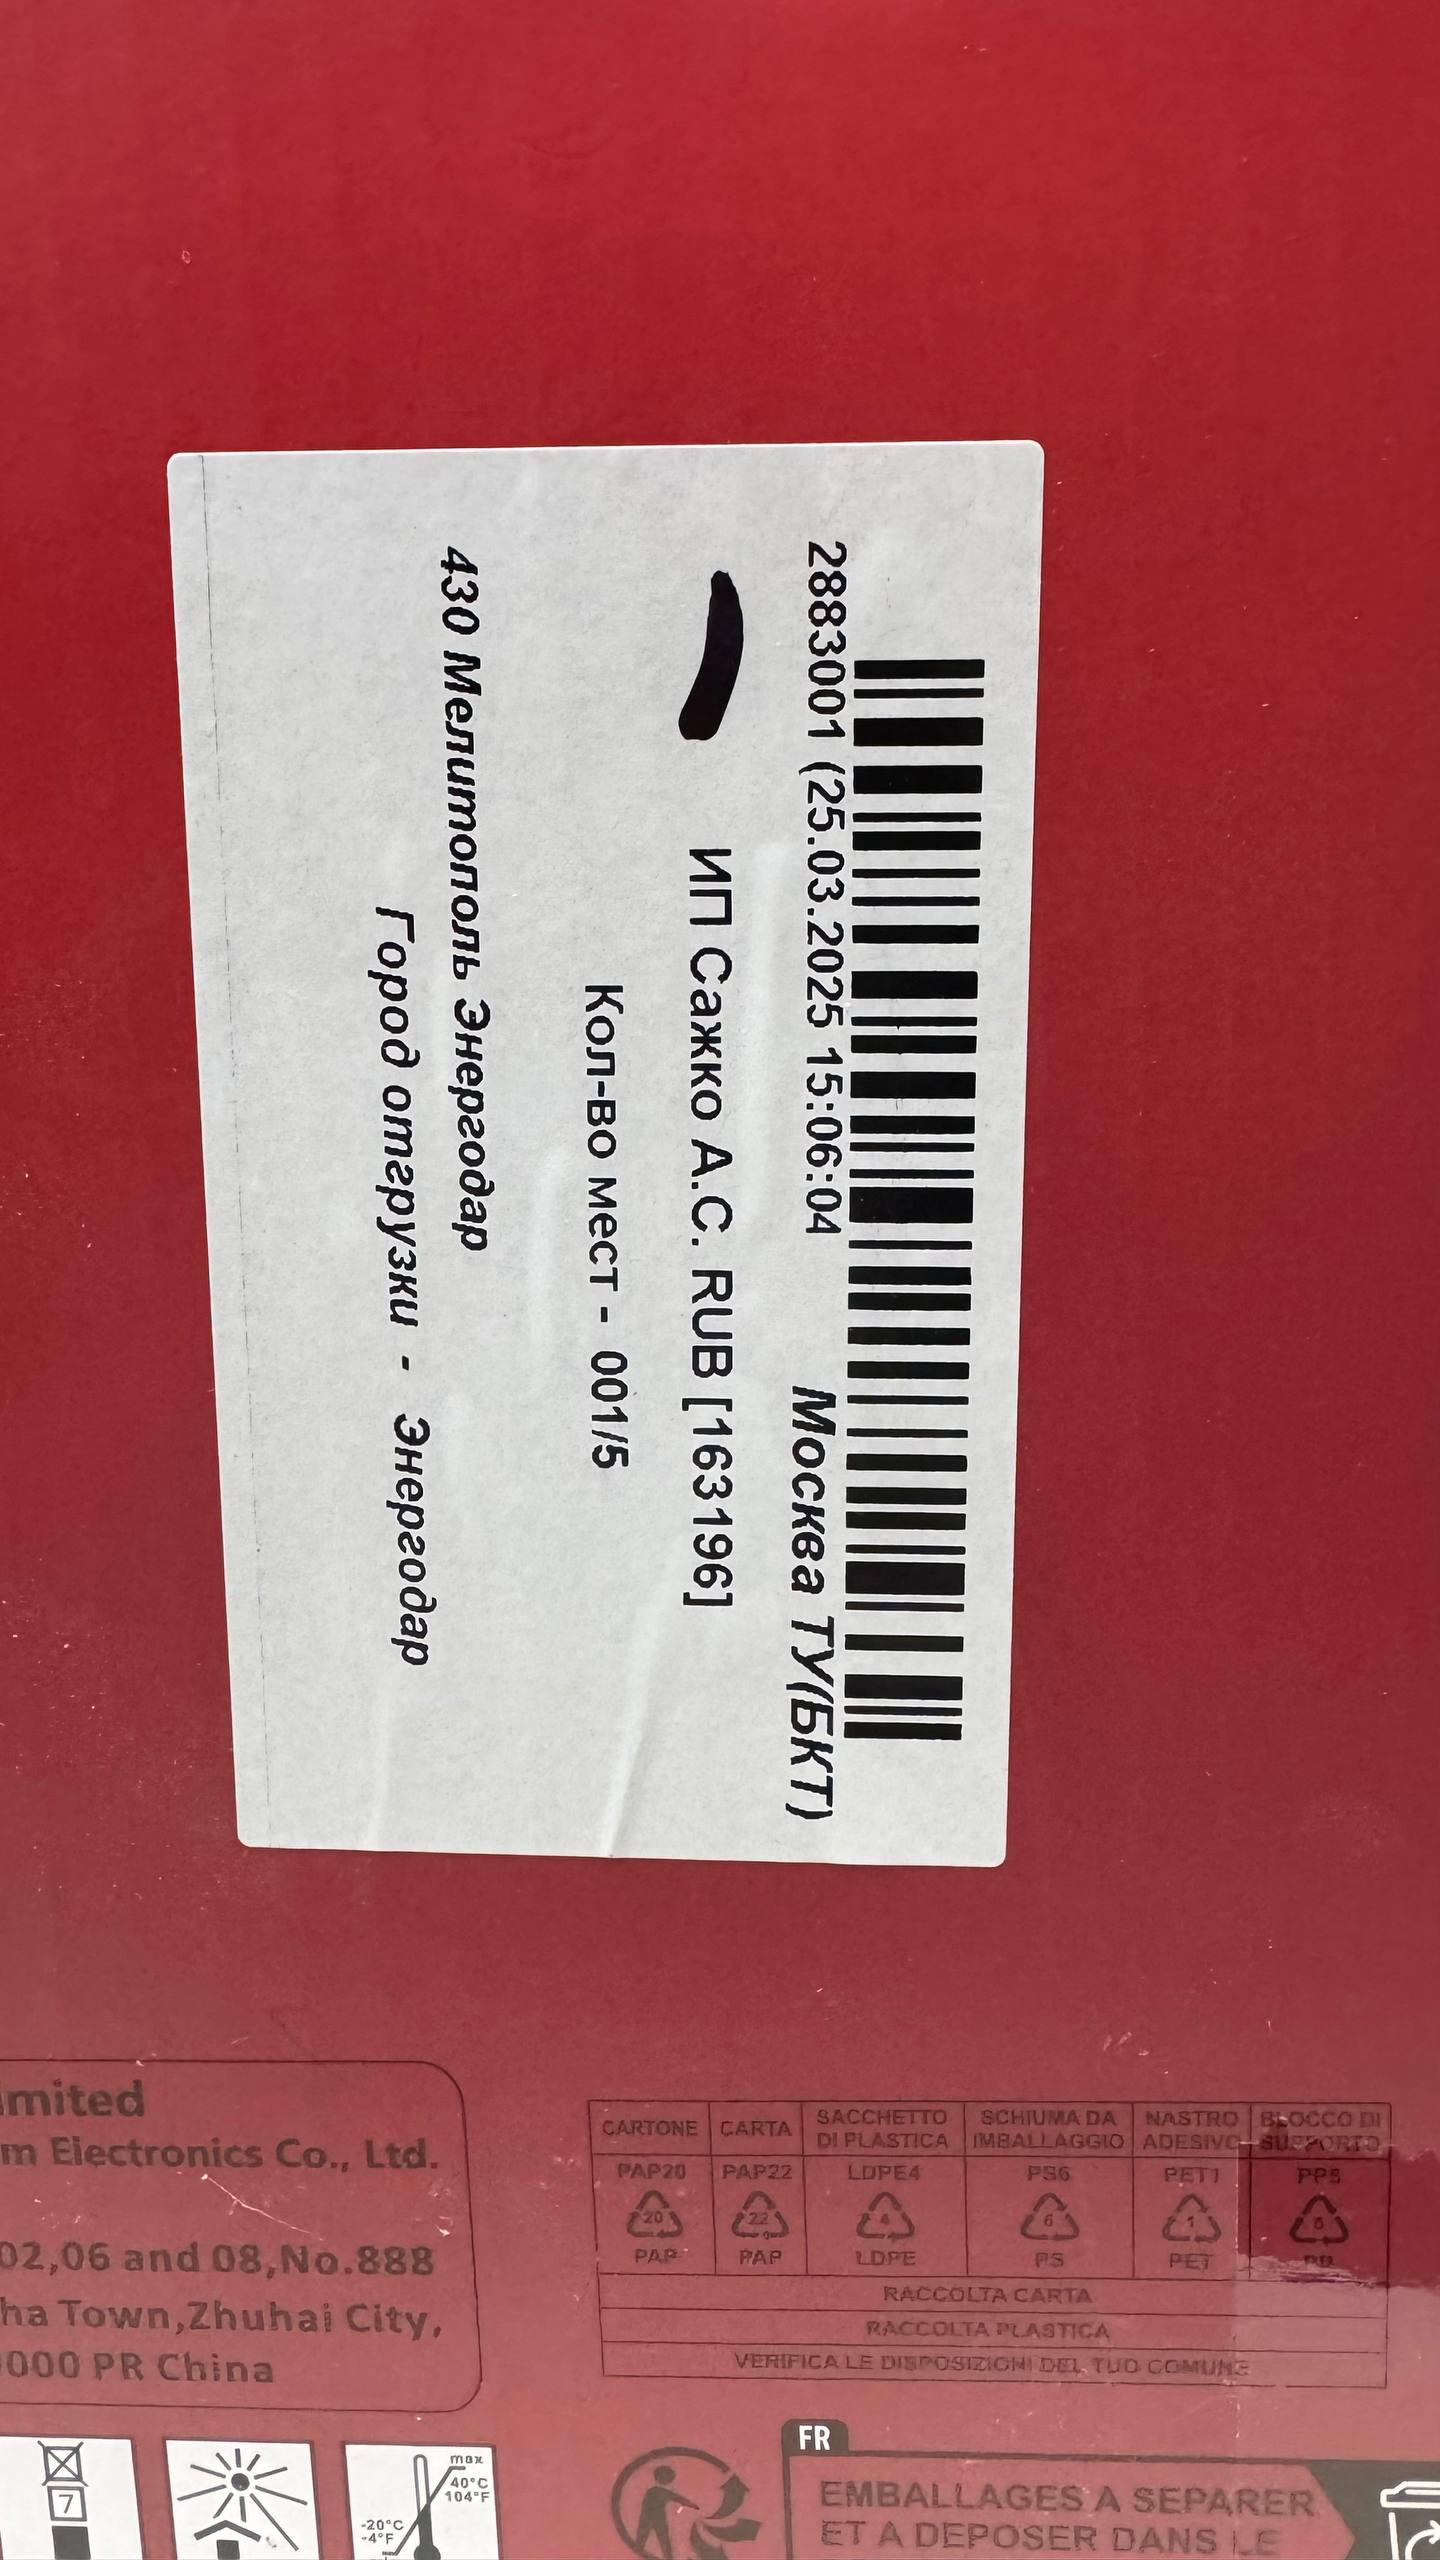 2883001 (25.03.2025 15:06:04 Москва ТУ(БКТ)
ИП Сажко А.С. RUB [163196]
Кол-во мест - 001/5
430 Мелитополь Энергодар
Город отгрузки - Энергодар
imited
m Electronics Co., Ltd.
02,06 and 08,No.888
ha Town,Zhuhai City,
000 PR China
CARTONE CARTA SACCHETTO DI PLASTICA SCHIUMA DA IMBALLAGGIO NASTRO ADESIVO BLOCCO DI SUPPORTO
PAP20 PAP22 LDPE4 PS6 PET1 PP5
20 22 4 6 1 5
PAP PAP LDPE PS PET PP
RACCOLTA CARTA
RACCOLTA PLASTICA
VERIFICA LE DISPOSIZIONI DEL TUO COMUNE
7
max
40°C
104°F
-20°C
-4°F
FR
EMBALLAGES A SEPARER
ET A DEPOSER DANS LE